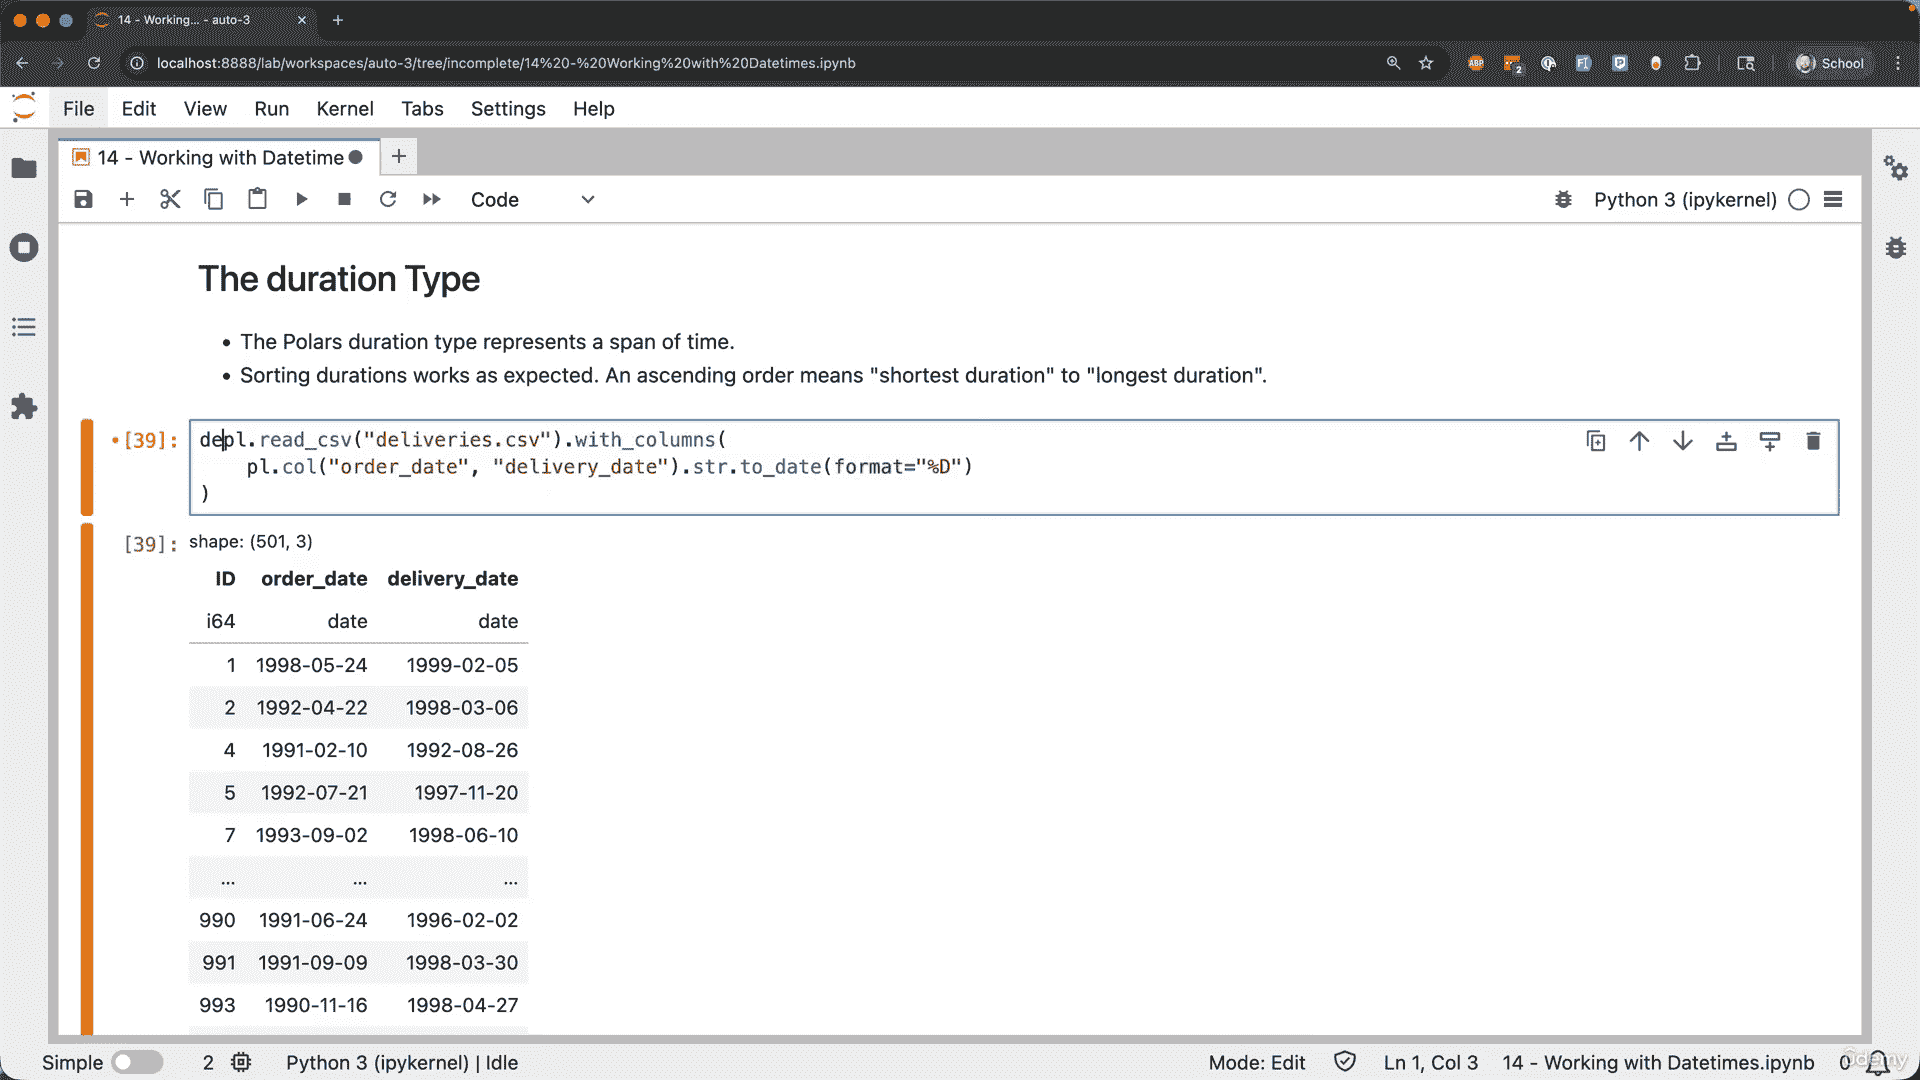 14 - Working... - auto-3
localhost:8888/lab/workspaces/auto-3/tree/incomplete/14%20-%20Working%20with%20Datetimes.ipynb
ABP
2
School
File Edit View Run Kernel Tabs Settings Help
14 - Working with Datetime
Code
Python 3 (ipykernel)
The duration Type
• The Polars duration type represents a span of time.
• Sorting durations works as expected. An ascending order means "shortest duration" to "longest duration".
[39]: depl.read_csv("deliveries.csv").with_columns(
pl.col("order_date", "delivery_date").str.to_date(format="%D")
)
[39]: shape: (501, 3)
ID order_date delivery_date
i64 date date
1 1998-05-24 1999-02-05
2 1992-04-22 1998-03-06
4 1991-02-10 1992-08-26
5 1992-07-21 1997-11-20
7 1993-09-02 1998-06-10
... ... ...
990 1991-06-24 1996-02-02
991 1991-09-09 1998-03-30
993 1990-11-16 1998-04-27
Simple 2 Python 3 (ipykernel) | Idle Mode: Edit Ln 1, Col 3 14 - Working with Datetimes.ipynb 0
Udemy